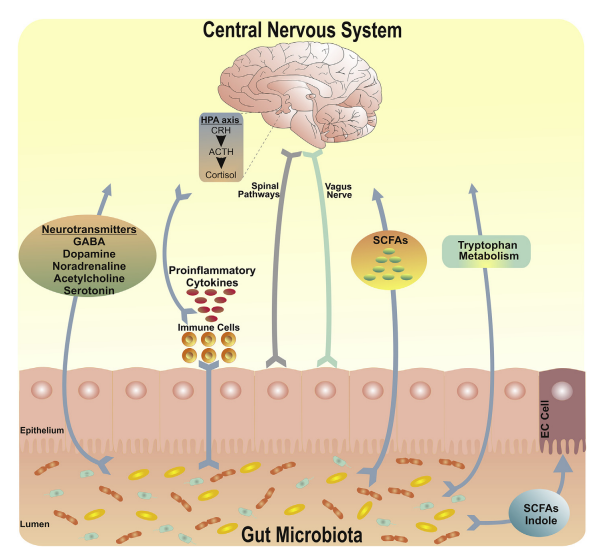 Central Nervous System
HPA axis
CRH
ACTH
Cortisol
Spinal
Pathways
Vagus
Nerve
Neurotransmitters
GABA
Dopamine
Noradrenaline
Acetylcholine
Serotonin
Proinflammatory
Cytokines
Immune Cells
SCFAs
Tryptophan
Metabolism
Epithelium
EC Cell
Lumen
Gut Microbiota
SCFAs
Indole